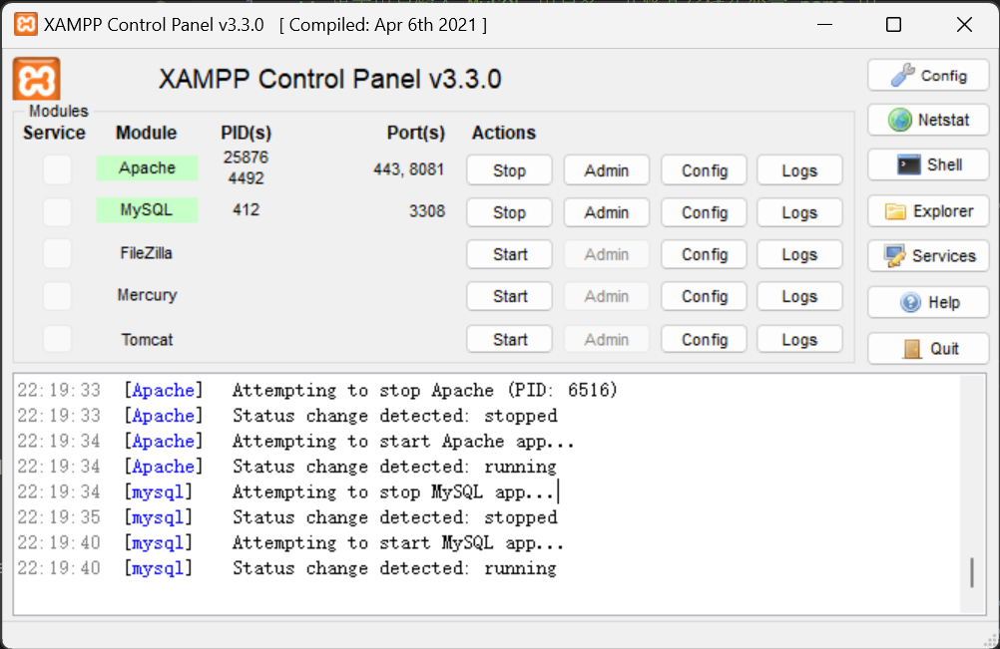 XAMPP Control Panel v3.3.0 [ Compiled: Apr 6th 2021 ]
XAMPP Control Panel v3.3.0
Config
Netstat
Shell
Explorer
Services
Help
Quit
Modules
Service Module PID(s) Port(s) Actions
Apache 25876 4492 443, 8081 Stop Admin Config Logs
MySQL 412 3308 Stop Admin Config Logs
FileZilla Start Admin Config Logs
Mercury Start Admin Config Logs
Tomcat Start Admin Config Logs
22:19:33 [Apache] Attempting to stop Apache (PID: 6516)
22:19:33 [Apache] Status change detected: stopped
22:19:34 [Apache] Attempting to start Apache app...
22:19:34 [Apache] Status change detected: running
22:19:34 [mysql] Attempting to stop MySQL app...
22:19:35 [mysql] Status change detected: stopped
22:19:40 [mysql] Attempting to start MySQL app...
22:19:40 [mysql] Status change detected: running